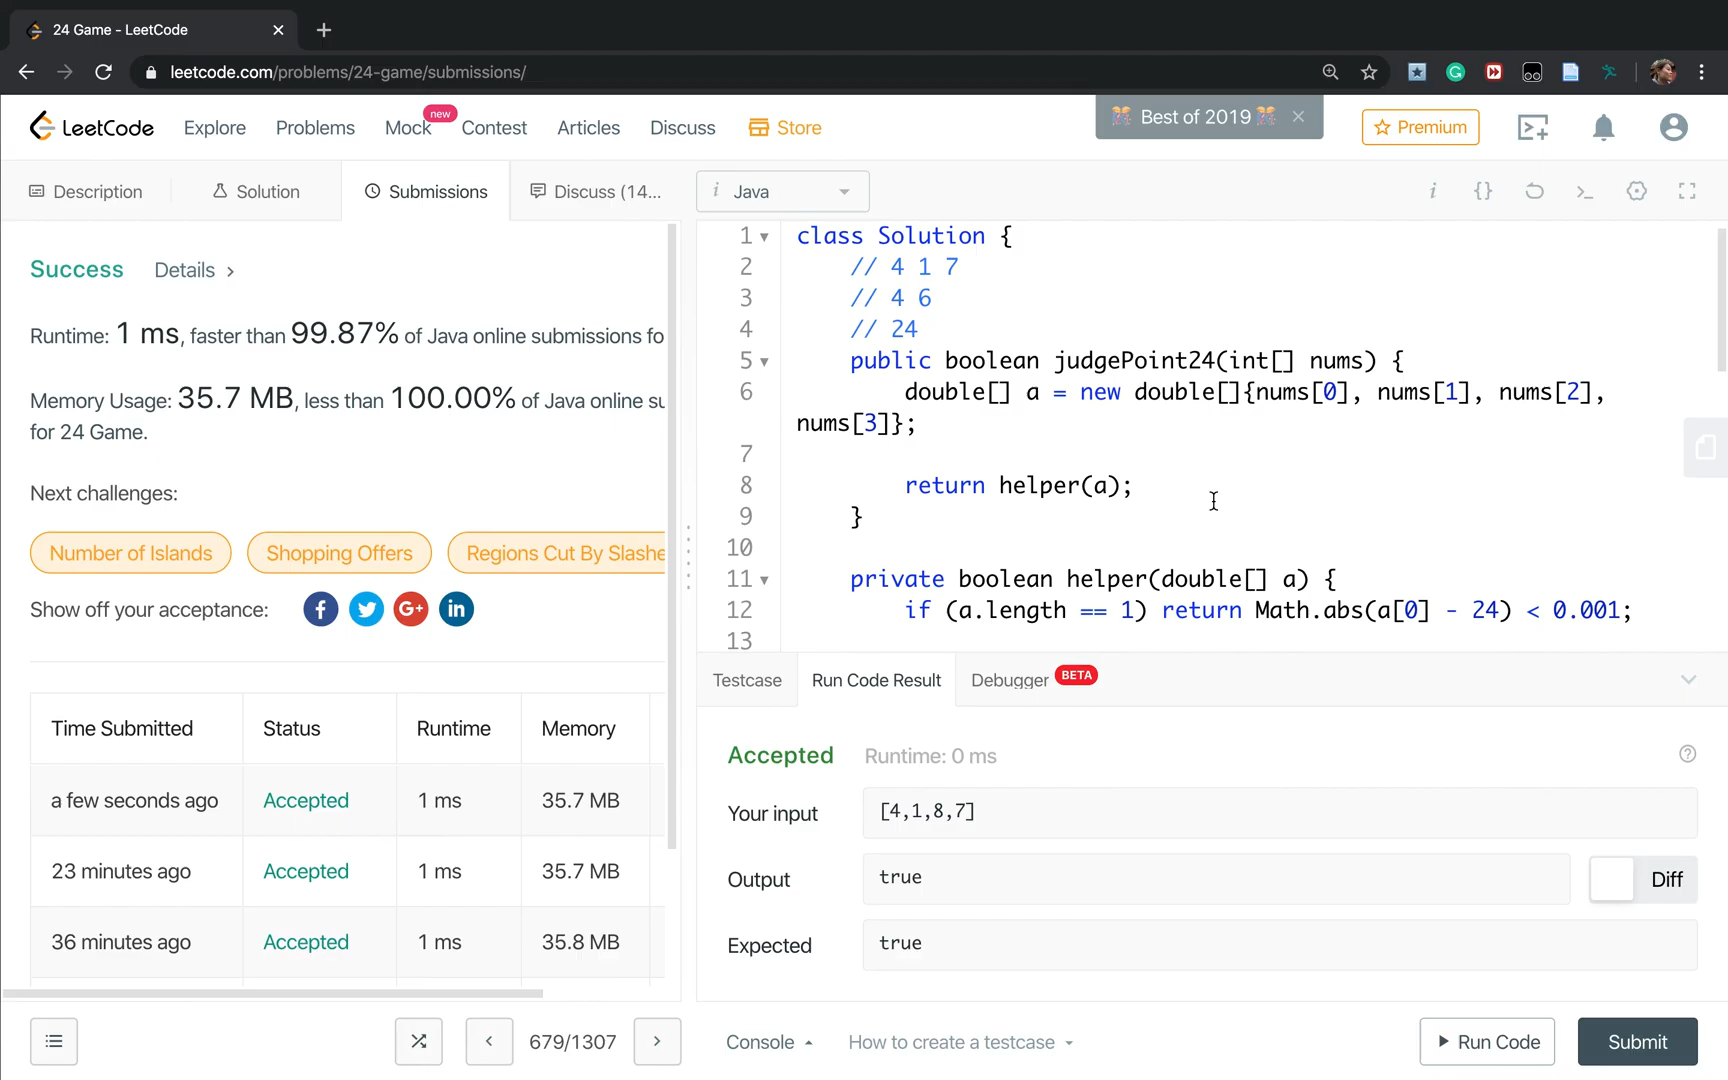 24 Game - LeetCode
leetcode.com/problems/24-game/submissions/
LeetCode
Explore
Problems
Mock
new
Contest
Articles
Discuss
Store
Best of 2019
Premium
Description
Solution
Submissions
Discuss (14...
i Java
Success
Details
Runtime: 1 ms, faster than 99.87% of Java online submissions fo
Memory Usage: 35.7 MB, less than 100.00% of Java online su
for 24 Game.
Next challenges:
Number of Islands
Shopping Offers
Regions Cut By Slashe
Show off your acceptance:
Time Submitted Status Runtime Memory
a few seconds ago Accepted 1 ms 35.7 MB
23 minutes ago Accepted 1 ms 35.7 MB
36 minutes ago Accepted 1 ms 35.8 MB
679/1307
1 class Solution {
2 // 4 1 7
3 // 4 6
4 // 24
5 public boolean judgePoint24(int[] nums) {
6 double[] a = new double[]{nums[0], nums[1], nums[2],
nums[3]};
7
8 return helper(a);
9 }
10
11 private boolean helper(double[] a) {
12 if (a.length == 1) return Math.abs(a[0] - 24) < 0.001;
13
Testcase
Run Code Result
Debugger
BETA
Accepted
Runtime: 0 ms
Your input
[4,1,8,7]
Output
true
Diff
Expected
true
Console
How to create a testcase
Run Code
Submit